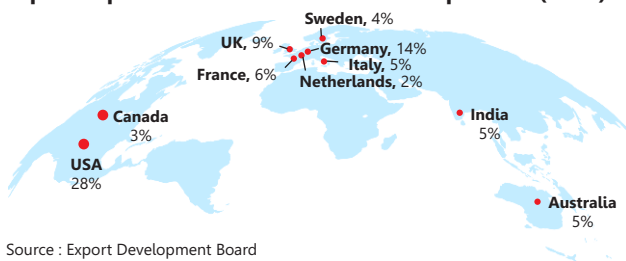 Sweden, 4%
UK, 9%
Germany, 14%
Italy, 5%
France, 6%
Netherlands, 2%
Canada
3%
India
5%
USA
28%
Australia
5%
Source : Export Development Board